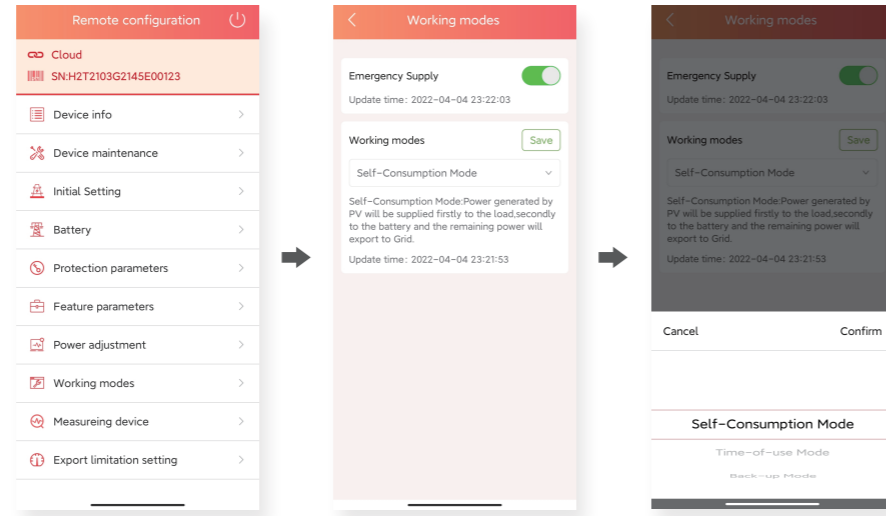 Remote configuration
Cloud
SN:H2T2103G2145E00123
Device info
Device maintenance
Initial Setting
Battery
Protection parameters
Feature parameters
Power adjustment
Working modes
Measureing device
Export limitation setting
Working modes
Emergency Supply
Update time: 2022-04-04 23:22:03
Working modes
Save
Self-Consumption Mode
Self-Consumption Mode:Power generated by
PV will be supplied firstly to the load,secondly
to the battery and the remaining power will
export to Grid.
Update time: 2022-04-04 23:21:53
Working modes
Emergency Supply
Update time: 2022-04-04 23:22:03
Working modes
Save
Self-Consumption Mode
Self-Consumption Mode:Power generated by
PV will be supplied firstly to the load,secondly
to the battery and the remaining power will
export to Grid.
Update time: 2022-04-04 23:21:53
Cancel
Confirm
Self-Consumption Mode
Time-of-use Mode
Back-up Mode